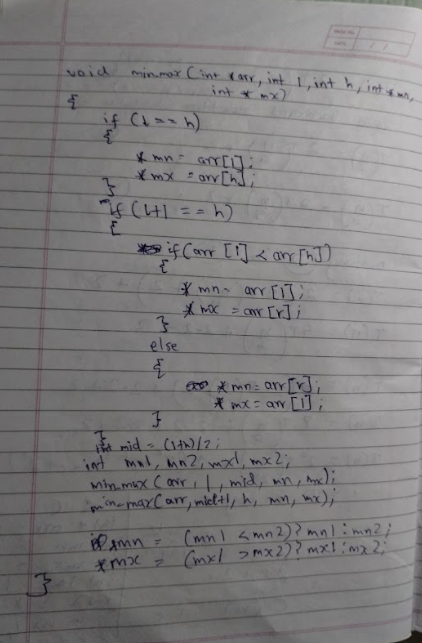 void minmax (int *arr, int l, int h, int *mn,
int * mx)
{
if (l == h)
{
*mn = arr[l];
*mx = arr[h];
}
if (l+1 == h)
{
if (arr [l] < arr[h])
{
*mn = arr[l];
*mx = arr[r];
}
else
{
*mn = arr[r];
*mx = arr[l];
}
}
int mid = (l+h)/2;
int mn1, mn2, mx1, mx2;
minmax (arr, l, mid, mn, mx);
minmax (arr, mid+1, h, mn, mx);
*mn = (mn1 < mn2)? mn1 : mn2;
*mx = (mx1 > mx2)? mx1 : mx2;
}